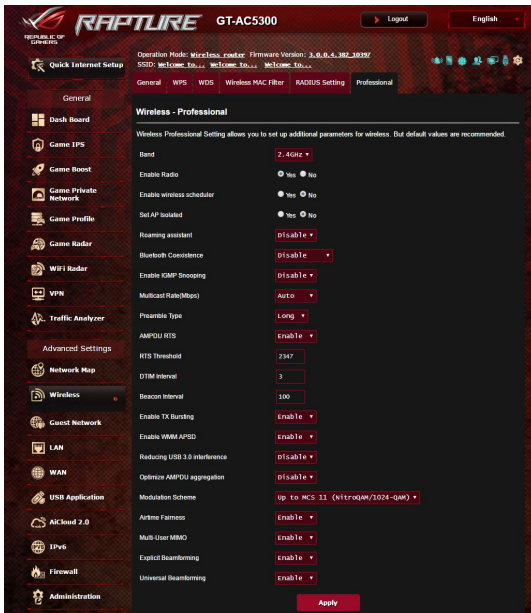 REPUBLIC OF
GAMERS
RAPTURE GT-AC5300 Logout English
Operation Mode: Wireless router Firmware Version: 3.0.0.4.382_10397
SSID: Welcome to... Welcome to... Welcome to...
Quick Internet Setup
General
Dash Board
Game IPS
Game Boost
Game Private
Network
Game Profile
Game Radar
WiFi Radar
VPN
Traffic Analyzer
Advanced Settings
Network Map
Wireless
Guest Network
LAN
WAN
USB Application
AiCloud 2.0
IPv6
Firewall
Administration
General WPS WDS Wireless MAC Filter RADIUS Setting Professional
Wireless - Professional
Wireless Professional Setting allows you to set up additional parameters for wireless. But default values are recommended.
Band 2.4GHz
Enable Radio Yes No
Enable wireless scheduler Yes No
Set AP Isolated Yes No
Roaming assistant Disable
Bluetooth Coexistence Disable
Enable IGMP Snooping Disable
Multicast Rate(Mbps) Auto
Preamble Type Long
AMPDU RTS Enable
RTS Threshold 2347
DTIM Interval 3
Beacon Interval 100
Enable TX Bursting Enable
Enable WMM APSD Enable
Reducing USB 3.0 interference Disable
Optimize AMPDU aggregation Disable
Modulation Scheme Up to MCS 11 (NitroQAM/1024-QAM)
Airtime Fairness Enable
Multi-User MIMO Enable
Explicit Beamforming Enable
Universal Beamforming Enable
Apply